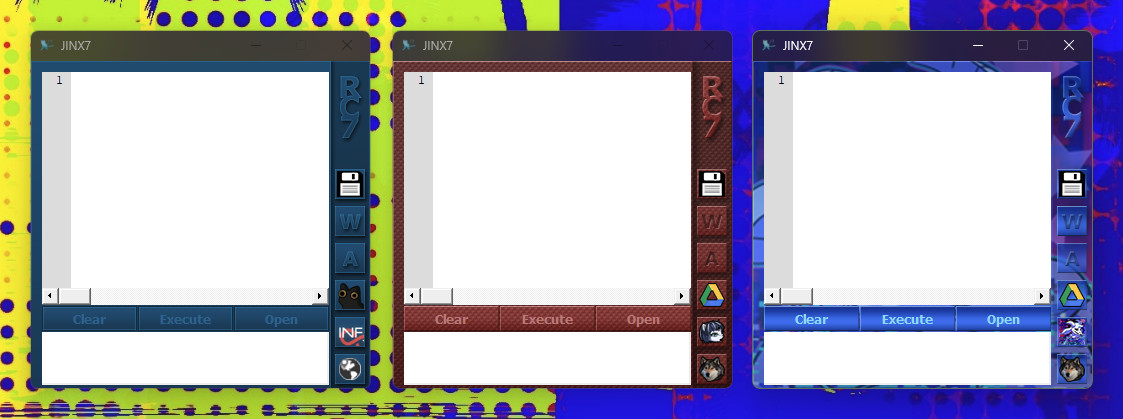 JINX7
1
RC7
W
A
Clear Execute Open
INF
JINX7
1
RC7
W
A
Clear Execute Open
JINX7
1
RC7
W
A
Clear Execute Open